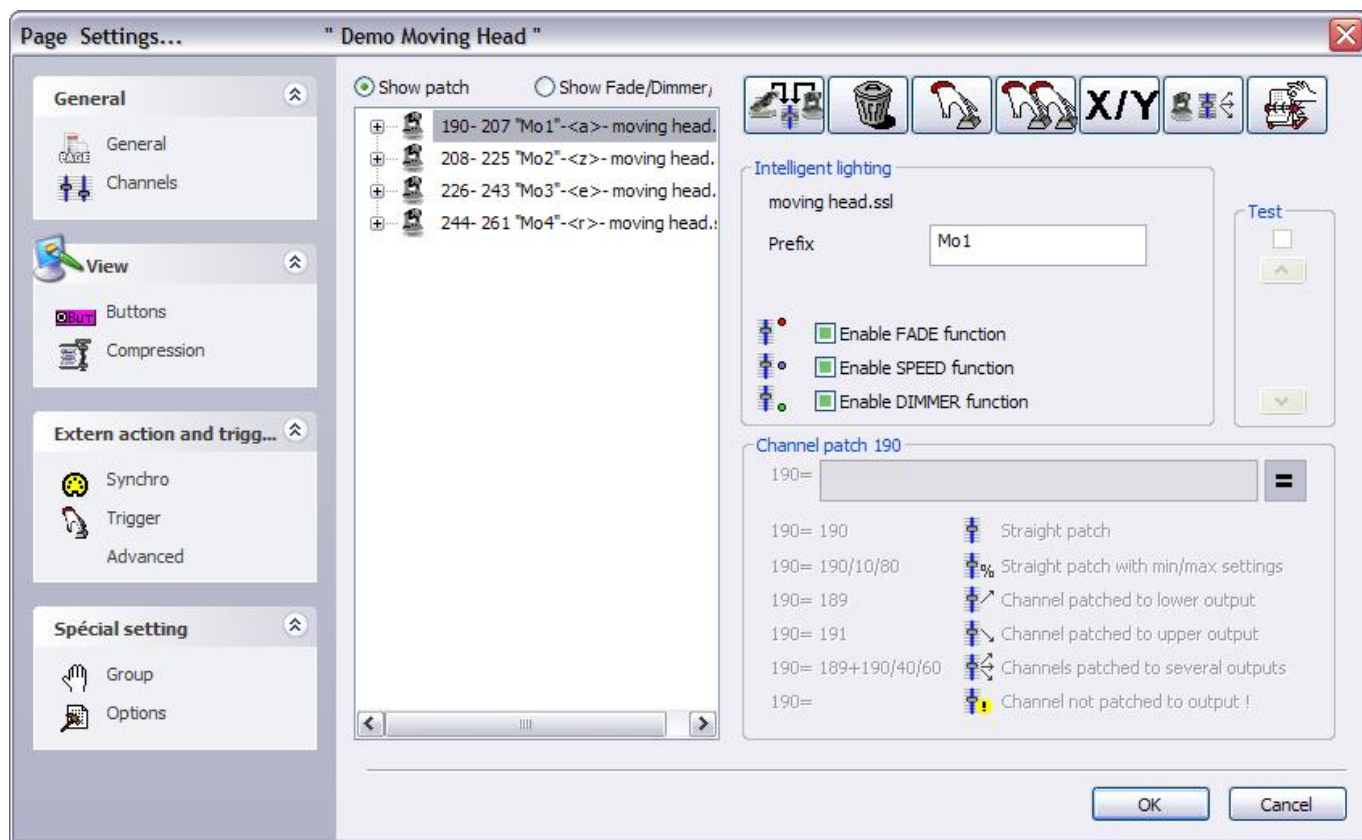 Page Settings... " Demo Moving Head "
General
General
Channels
View
Buttons
Compression
Extern action and trigg...
Synchro
Trigger
Advanced
Spécial setting
Group
Options
Show patch
Show Fade/Dimmer/
190- 207 "Mo1"-<a>- moving head.
208- 225 "Mo2"-<z>- moving head.
226- 243 "Mo3"-<e>- moving head.
244- 261 "Mo4"-<r>- moving head.s
X/Y
Intelligent lighting
moving head.ssl
Prefix
Mo1
Enable FADE function
Enable SPEED function
Enable DIMMER function
Test
Channel patch 190
190=
=
190= 190 Straight patch
190= 190/10/80 % Straight patch with min/max settings
190= 189 Channel patched to lower output
190= 191 Channel patched to upper output
190= 189+190/40/60 Channels patched to several outputs
190= ! Channel not patched to output !
OK
Cancel